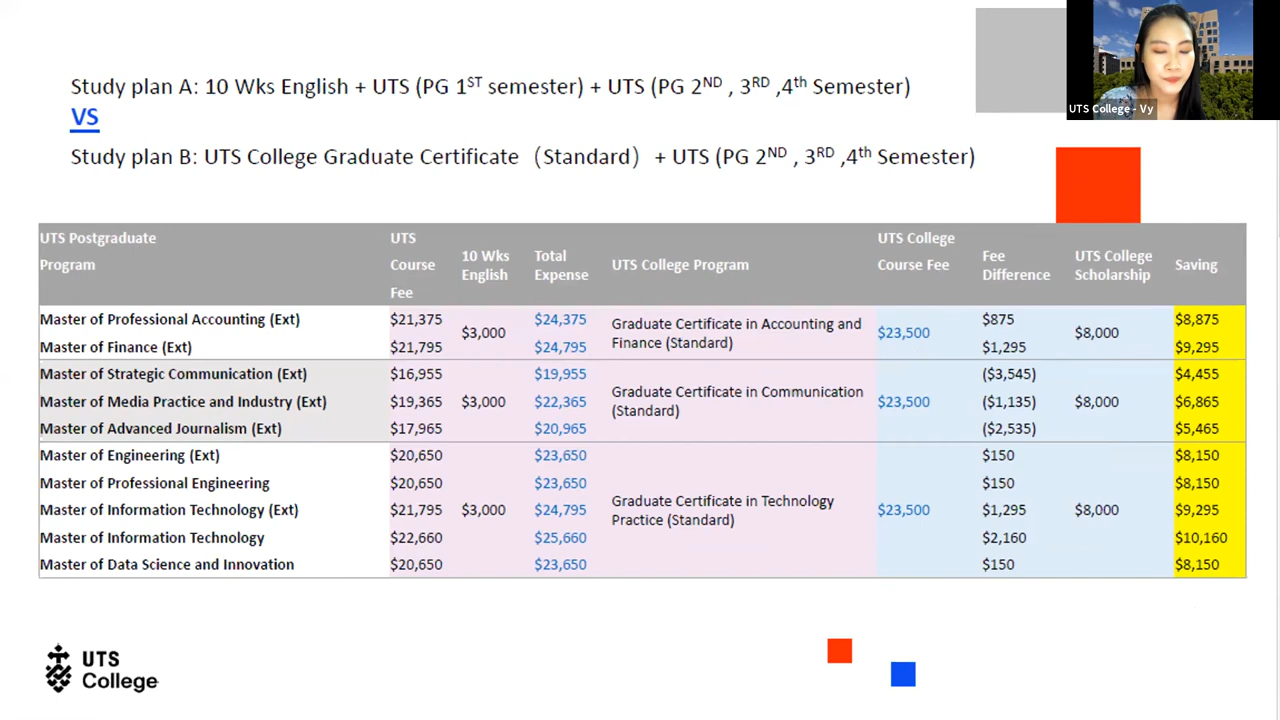 Study plan A: 10 Wks English + UTS (PG 1ST semester) + UTS (PG 2ND , 3RD ,4th Semester)
VS
Study plan B: UTS College Graduate Certificate （Standard） + UTS (PG 2ND , 3RD ,4th Semester)
UTS College - Vy
UTS Postgraduate Program | UTS Course Fee | 10 Wks English | Total Expense | UTS College Program | UTS College Course Fee | Fee Difference | UTS College Scholarship | Saving
Master of Professional Accounting (Ext) $21,375 $3,000 $24,375 Graduate Certificate in Accounting and Finance (Standard) $23,500 $875 $8,000 $8,875
Master of Finance (Ext) $21,795 $24,795 $1,295 $9,295
Master of Strategic Communication (Ext) $16,955 $19,955 ($3,545) $4,455
Master of Media Practice and Industry (Ext) $19,365 $3,000 $22,365 Graduate Certificate in Communication (Standard) $23,500 ($1,135) $8,000 $6,865
Master of Advanced Journalism (Ext) $17,965 $20,965 ($2,535) $5,465
Master of Engineering (Ext) $20,650 $23,650 $150 $8,150
Master of Professional Engineering $20,650 $23,650 $150 $8,150
Master of Information Technology (Ext) $21,795 $3,000 $24,795 Graduate Certificate in Technology Practice (Standard) $23,500 $1,295 $8,000 $9,295
Master of Information Technology $22,660 $25,660 $2,160 $10,160
Master of Data Science and Innovation $20,650 $23,650 $150 $8,150
UTS
College